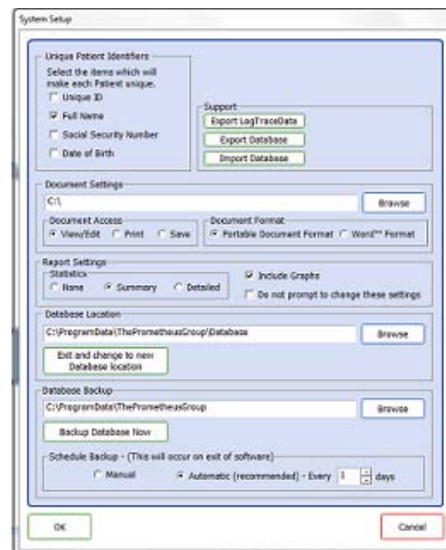 System Setup
Unique Patient Identifiers
Select the items which will
make each Patient unique.
Unique ID
Full Name
Social Security Number
Date of Birth
Support
Export LogTraceData
Export Database
Import Database
Document Settings
C:\
Browse
Document Access
View/Edit Print Save
Document Format
Portable Document Format Word™ Format
Report Settings
Statistics
None Summary Detailed
Include Graphs
Do not prompt to change these settings
Database Location
C:\ProgramData\ThePrometheusGroup\Database
Browse
Exit and change to new
Database location
Database Backup
C:\ProgramData\ThePrometheusGroup
Browse
Backup Database Now
Schedule Backup - (This will occur on exit of software)
Manual Automatic (recommended) - Every 1 days
OK
Cancel